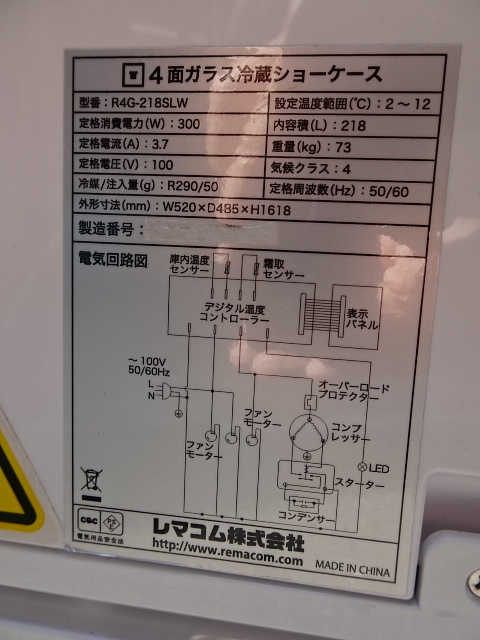 4面ガラス冷蔵ショーケース
型番：R4G-218SLW 設定温度範囲(℃)：2〜12
定格消費電力(W)：300 内容積(L)：218
定格電流(A)：3.7 重量(kg)：73
定格電圧(V)：100 気候クラス：4
冷媒/注入量(g)：R290/50 定格周波数(Hz)：50/60
外形寸法(mm)：W520×D485×H1618
製造番号：
電気回路図
庫内温度
センサー
霜取
センサー
デジタル温度
コントローラー
表示
パネル
〜100V
50/60Hz
L
N
オーバーロード
プロテクター
ファン
モーター
ファン
モーター
コンプ
レッサー
LED
スターター
コンデンサー
CQC PSE
電気用品安全法
レマコム株式会社
http://www.remacom.com
MADE IN CHINA